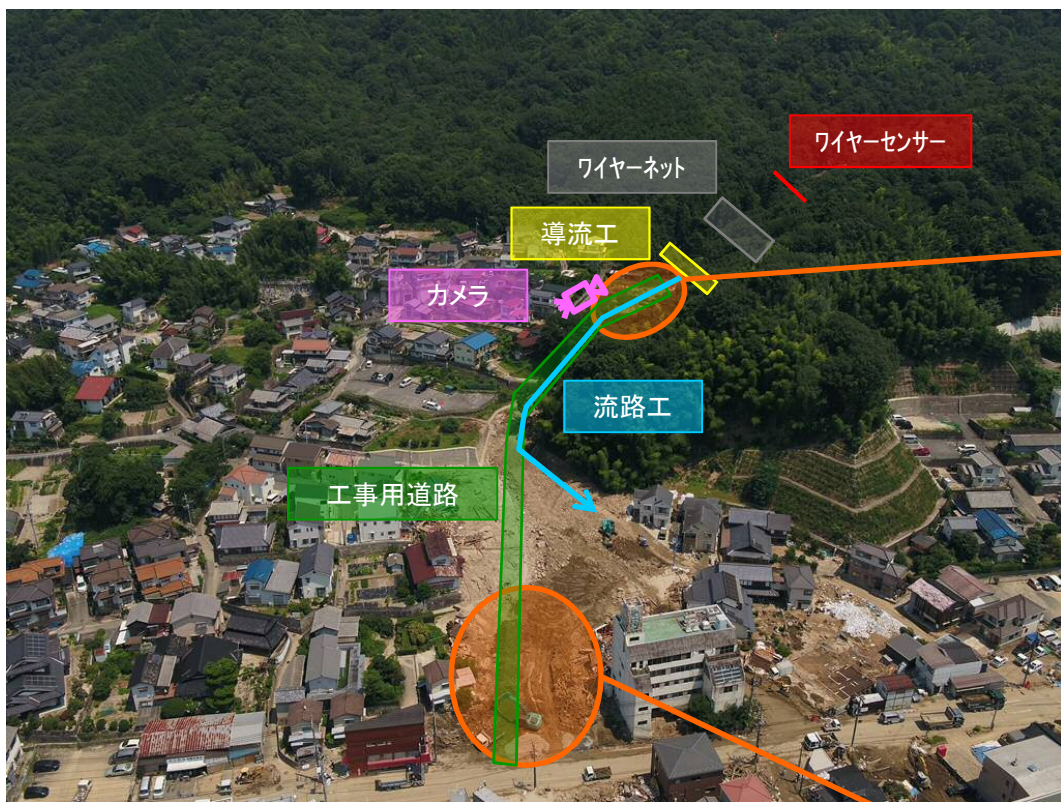 ワイヤーセンサー
ワイヤーネット
導流工
カメラ
流路工
工事用道路